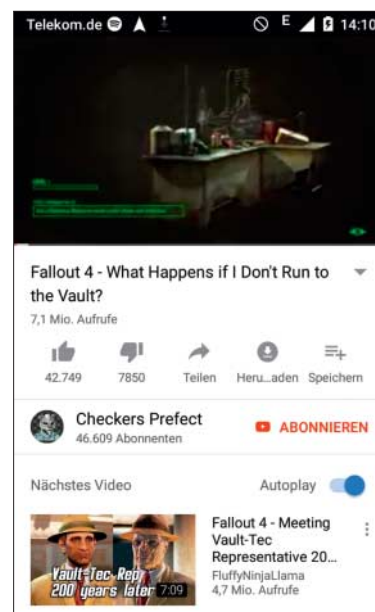 Telekom.de E 14:10
Fallout 4 - What Happens if I Don't Run to
the Vault?
7,1 Mio. Aufrufe
42.749 7850 Teilen Heru...aden Speichern
Checkers Prefect
46.609 Abonnenten
ABONNIEREN
Nächstes Video Autoplay
Vault-Tec Rep
200 years later 7:09
Fallout 4 - Meeting
Vault-Tec
Representative 20...
FluffyNinjaLlama
4,7 Mio. Aufrufe